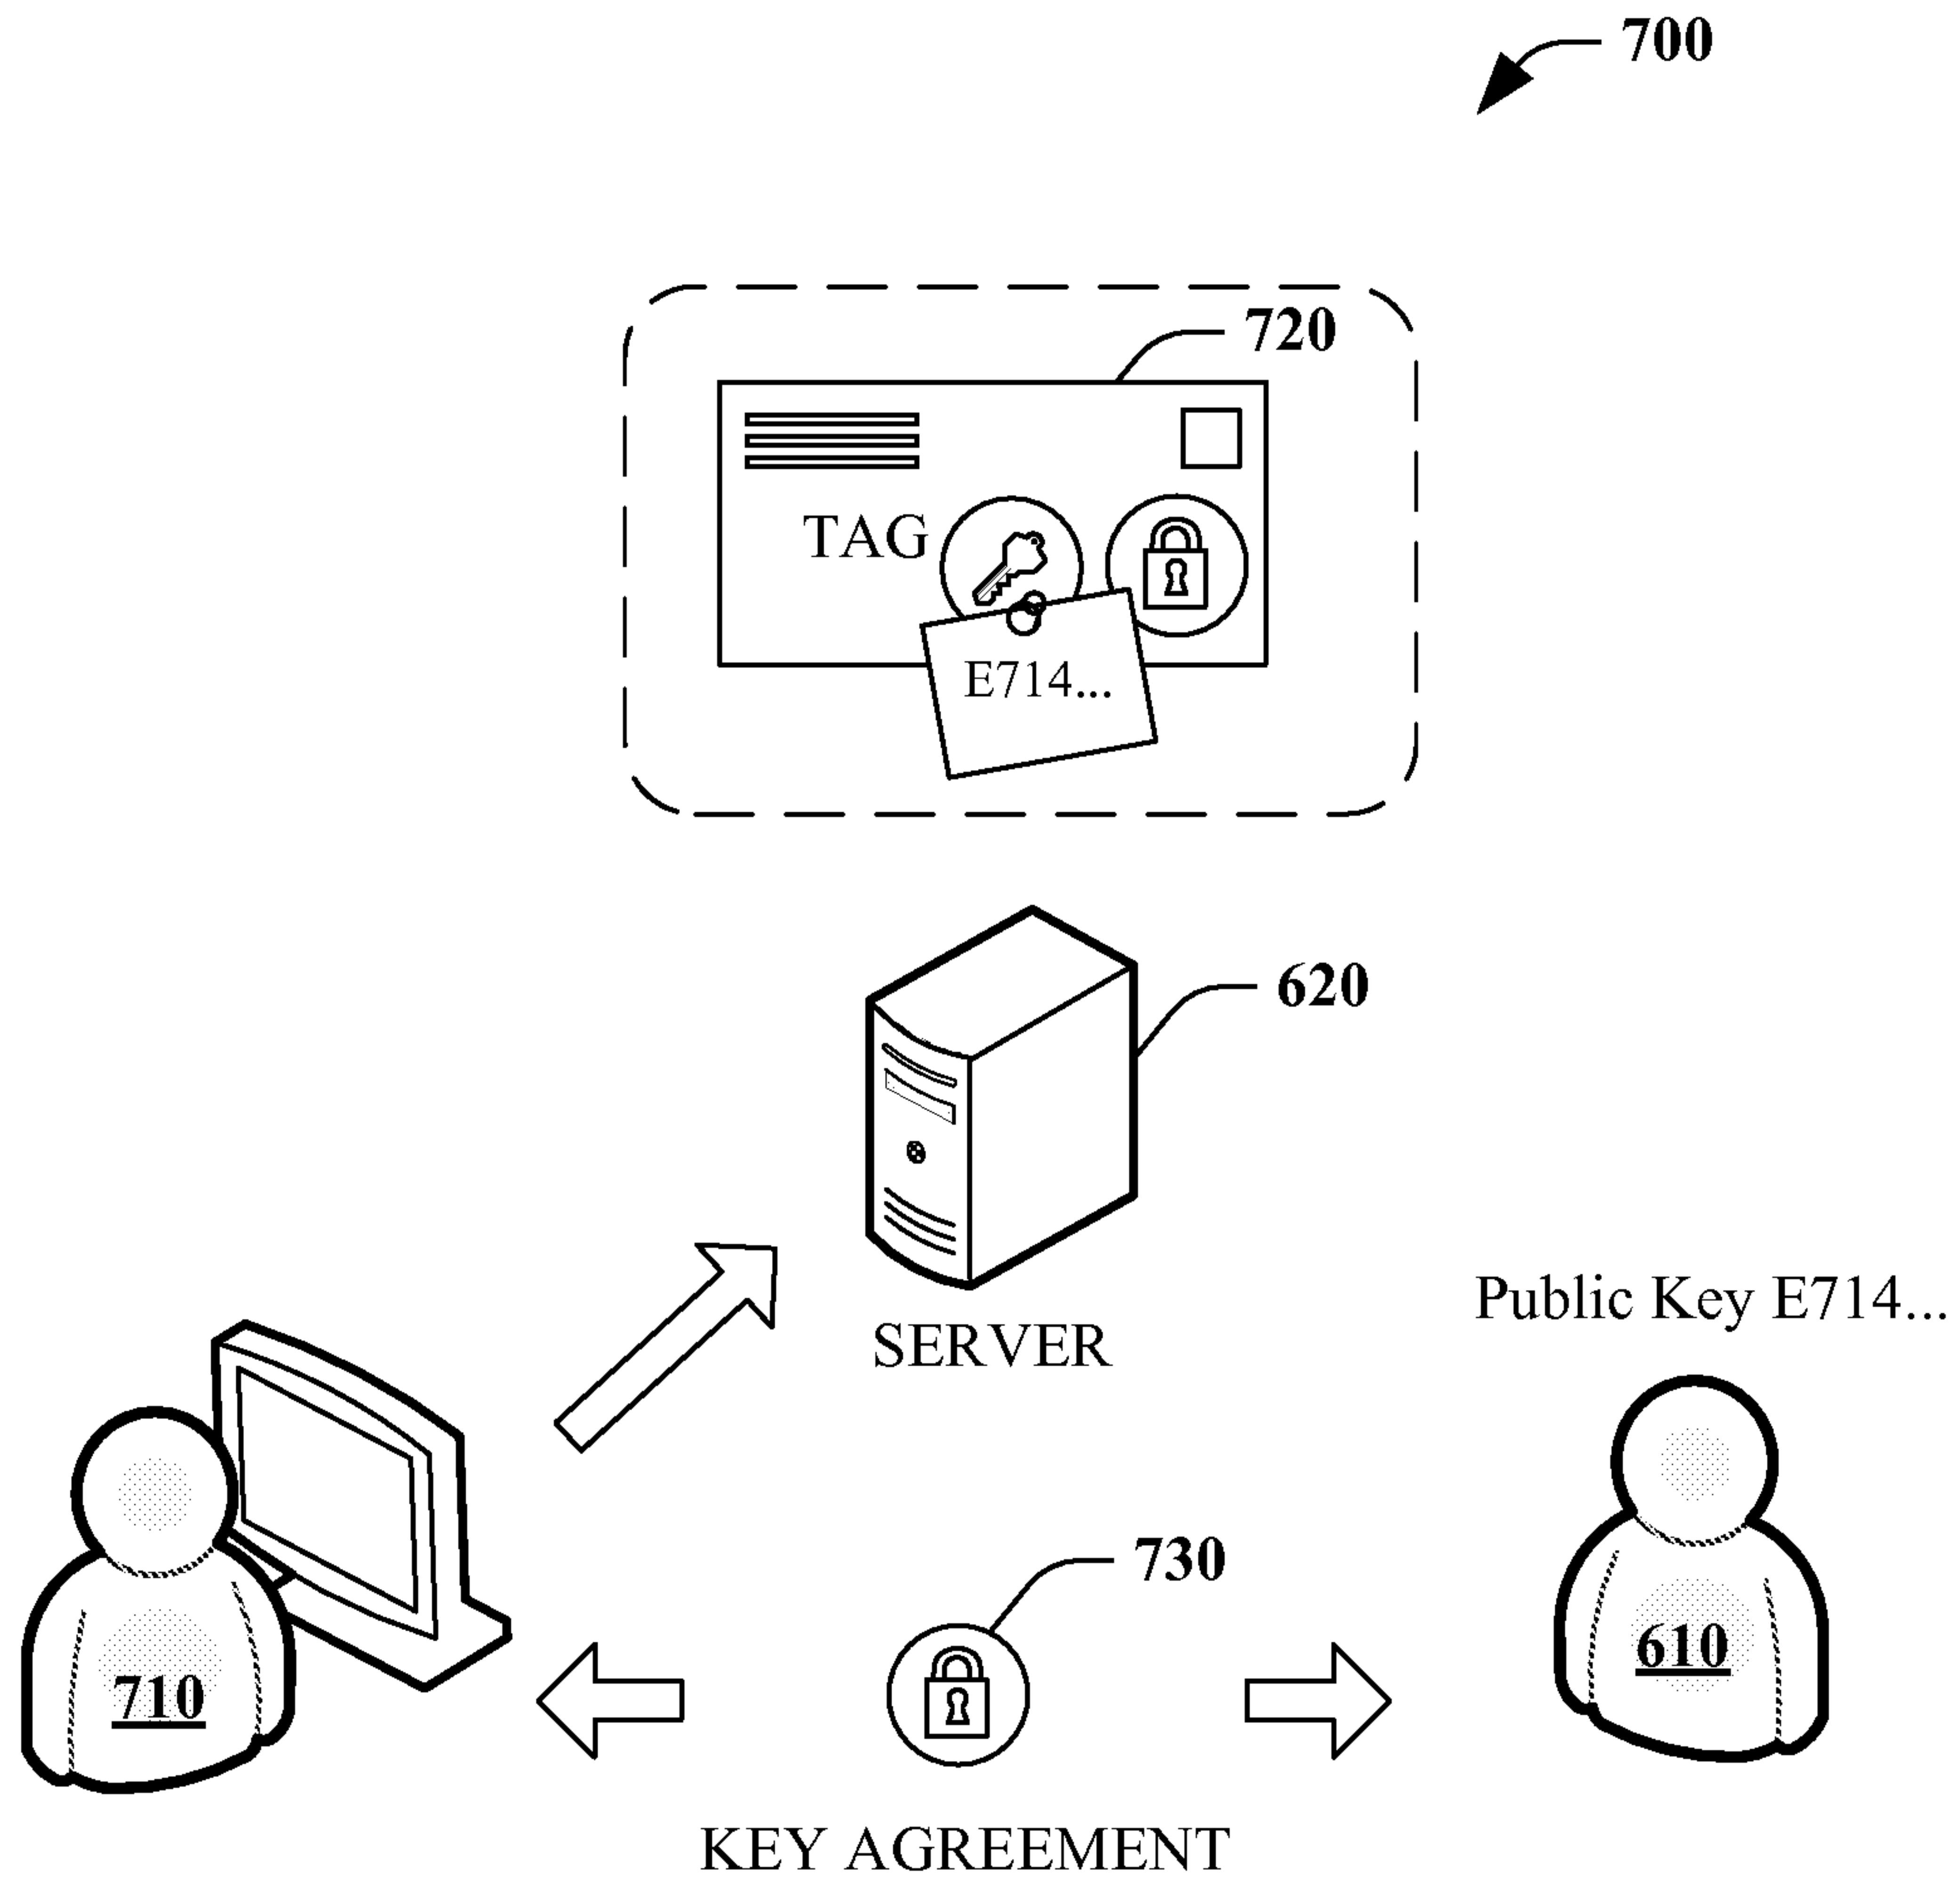 700
720
TAG
E714...
620
SERVER
Public Key E714...
730
610
710
KEY AGREEMENT